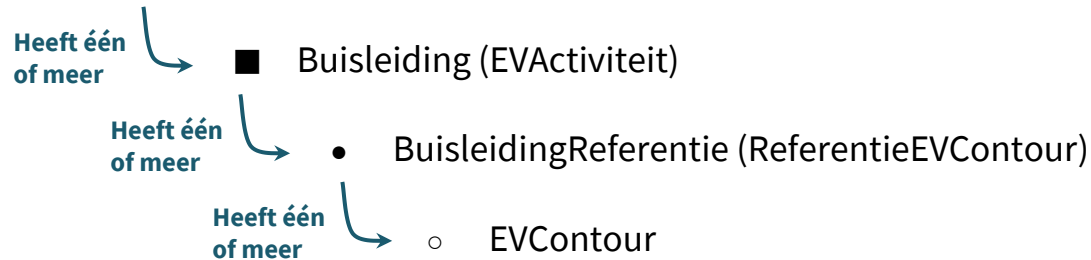 Heeft één
of meer
■ Buisleiding (EVActiviteit)
Heeft één
of meer
• BuisleidingReferentie (ReferentieEVContour)
Heeft één
of meer
○ EVContour